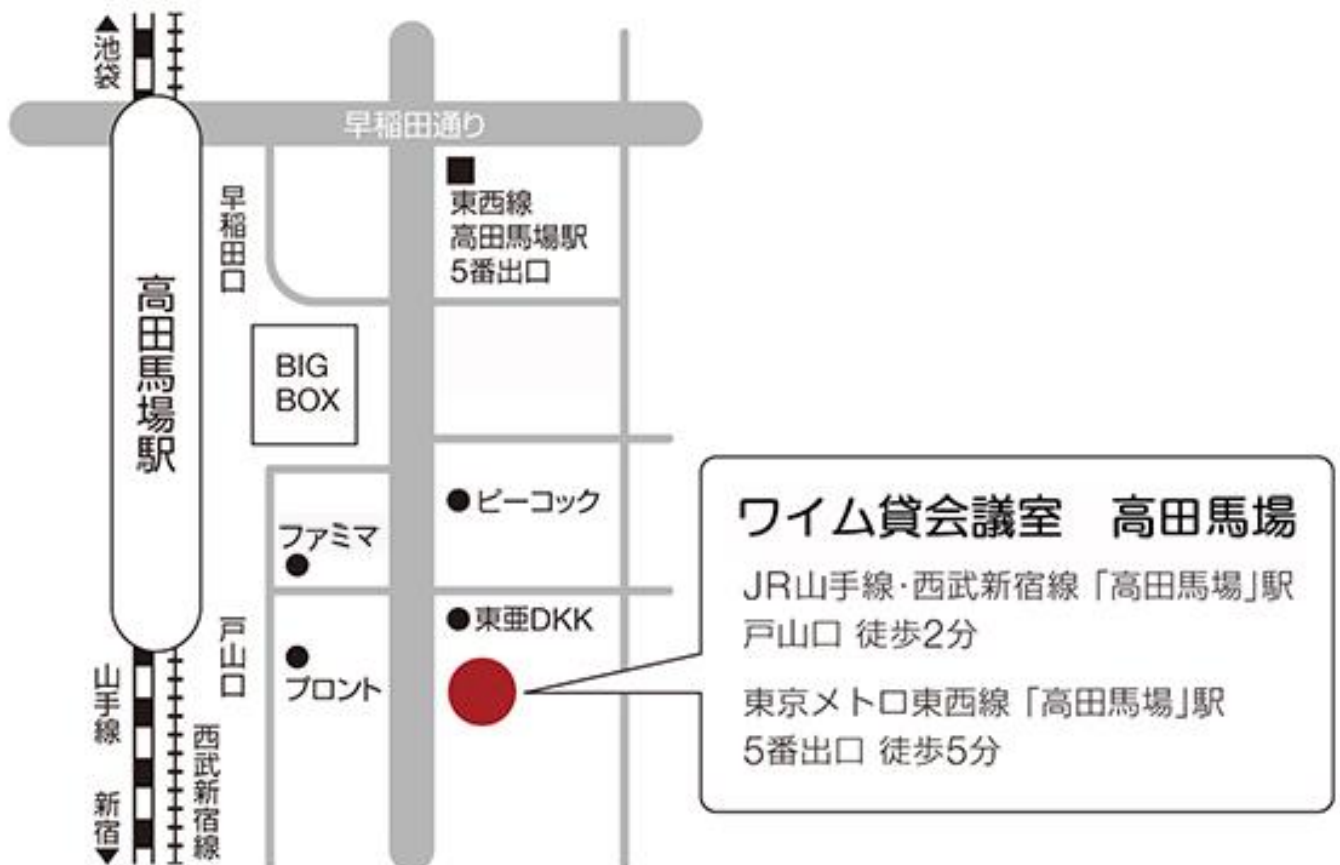 ▲池袋
早稲田通り
早稲田口
東西線
高田馬場駅
5番出口
高田馬場駅
BIG
BOX
ピーコック
ファミマ
東亜DKK
戸山口
プロント
山手線
新宿▼
西武新宿線
ワイム貸会議室 高田馬場
JR山手線・西武新宿線「高田馬場」駅
戸山口 徒歩2分
東京メトロ東西線「高田馬場」駅
5番出口 徒歩5分